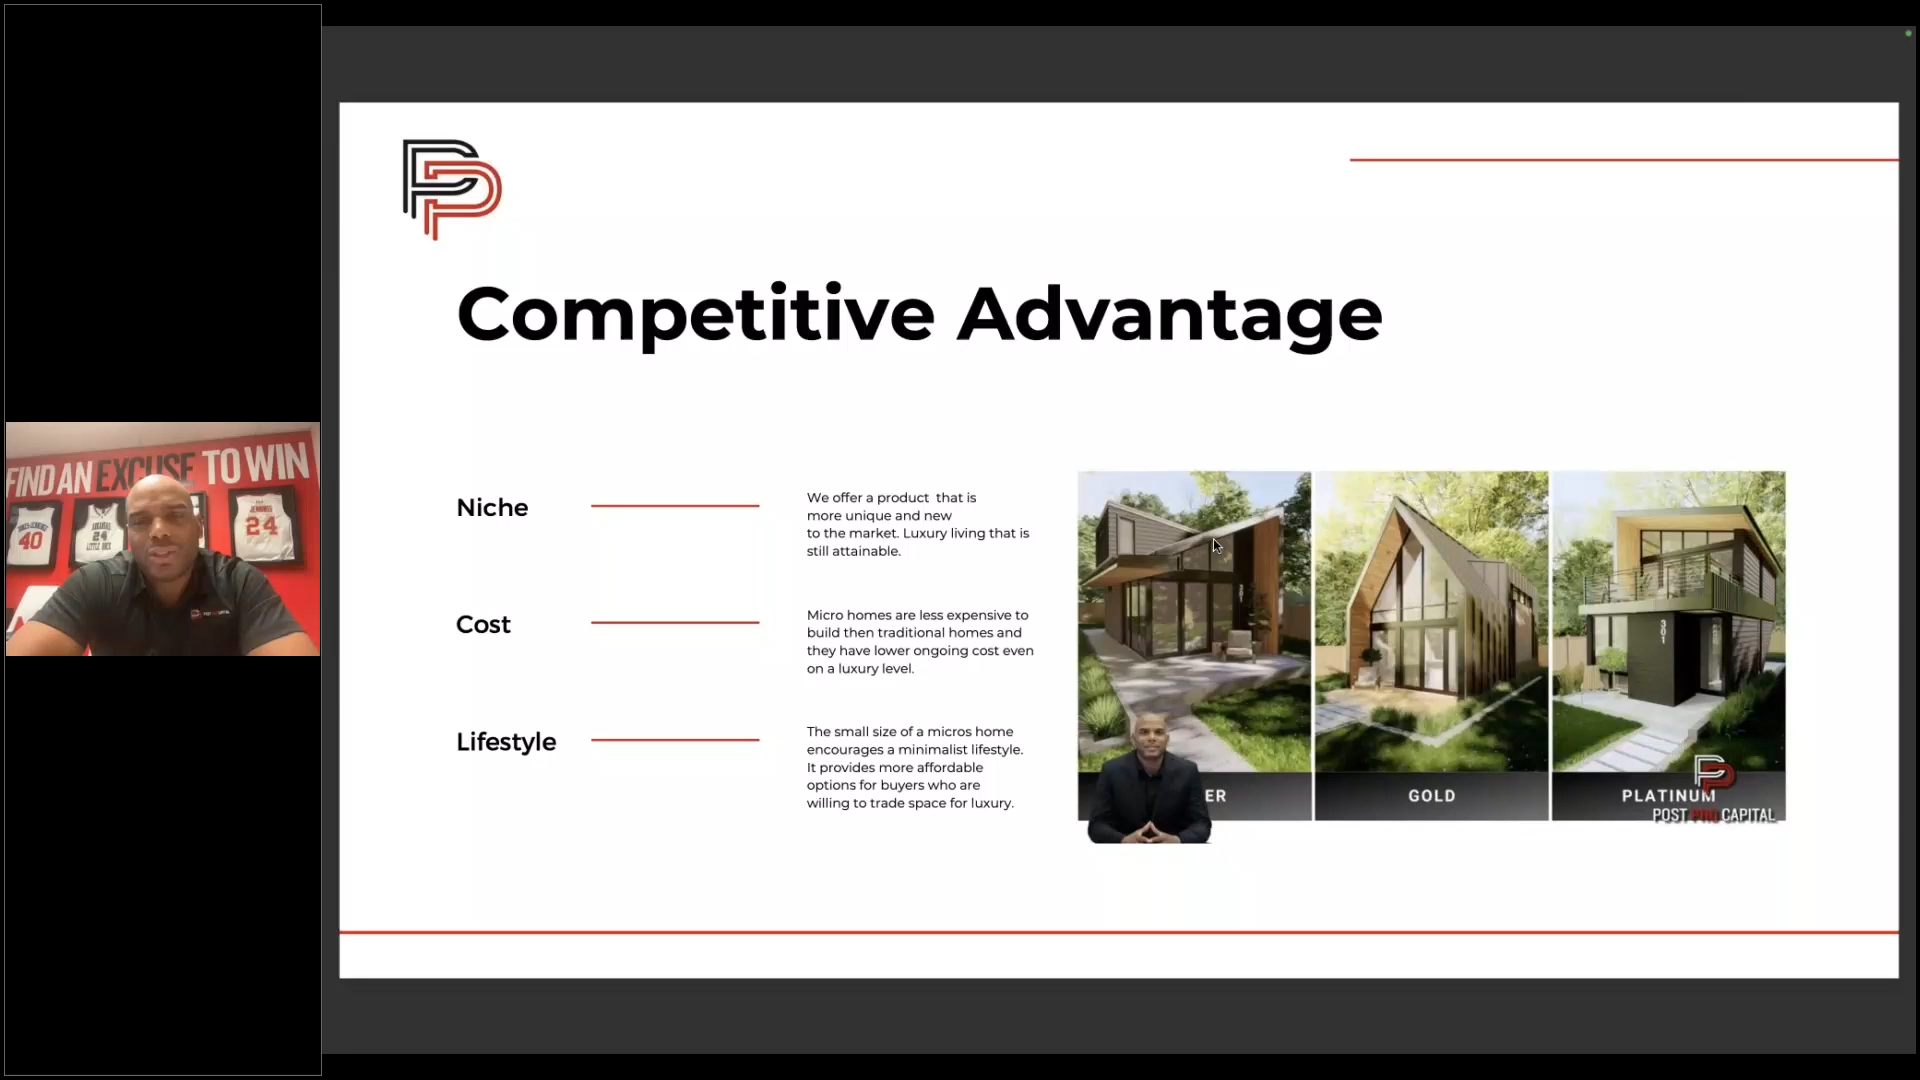 FIND AN EXCUSE TO WIN
40
24
LITTLE ROCK
JENNINGS
24
Competitive Advantage
Niche
We offer a product that is
more unique and new
to the market. Luxury living that is
still attainable.
Cost
Micro homes are less expensive to
build then traditional homes and
they have lower ongoing cost even
on a luxury level.
Lifestyle
The small size of a micros home
encourages a minimalist lifestyle.
It provides more affordable
options for buyers who are
willing to trade space for luxury.
301
ER
GOLD
PLATINUM
POST PRO CAPITAL